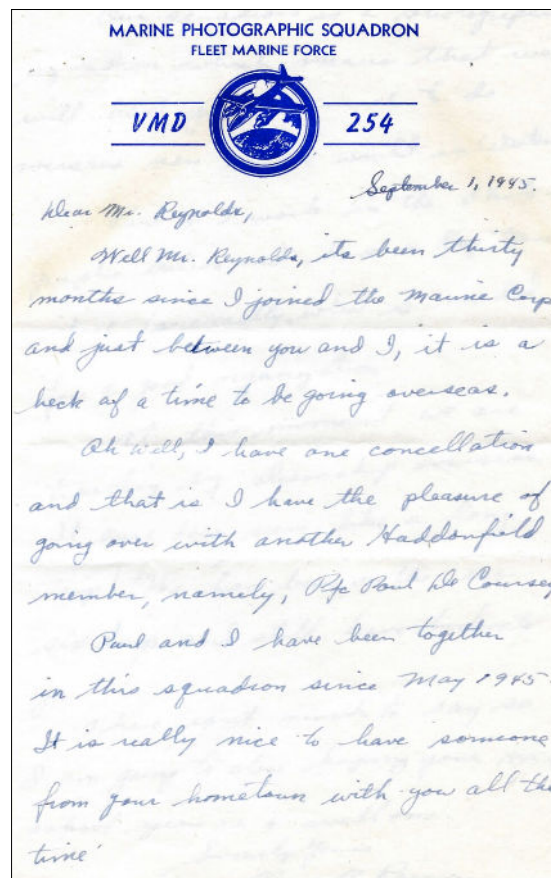 MARINE PHOTOGRAPHIC SQUADRON
FLEET MARINE FORCE
VMD 254
September 1, 1945.
Dear Mr. Reynolds,
Well Mr. Reynolds, its been thirty
months since I joined the Marine Corp
and just between you and I, it is a
heck of a time to be going overseas.
Oh well, I have one concellation
and that is I have the pleasure of
going over with another Haddonfield
member, namely, Pfc Paul De Coursey
Paul and I have been together
in this squadron since May 1945.
It is really nice to have someone
from your hometown with you all the
time.